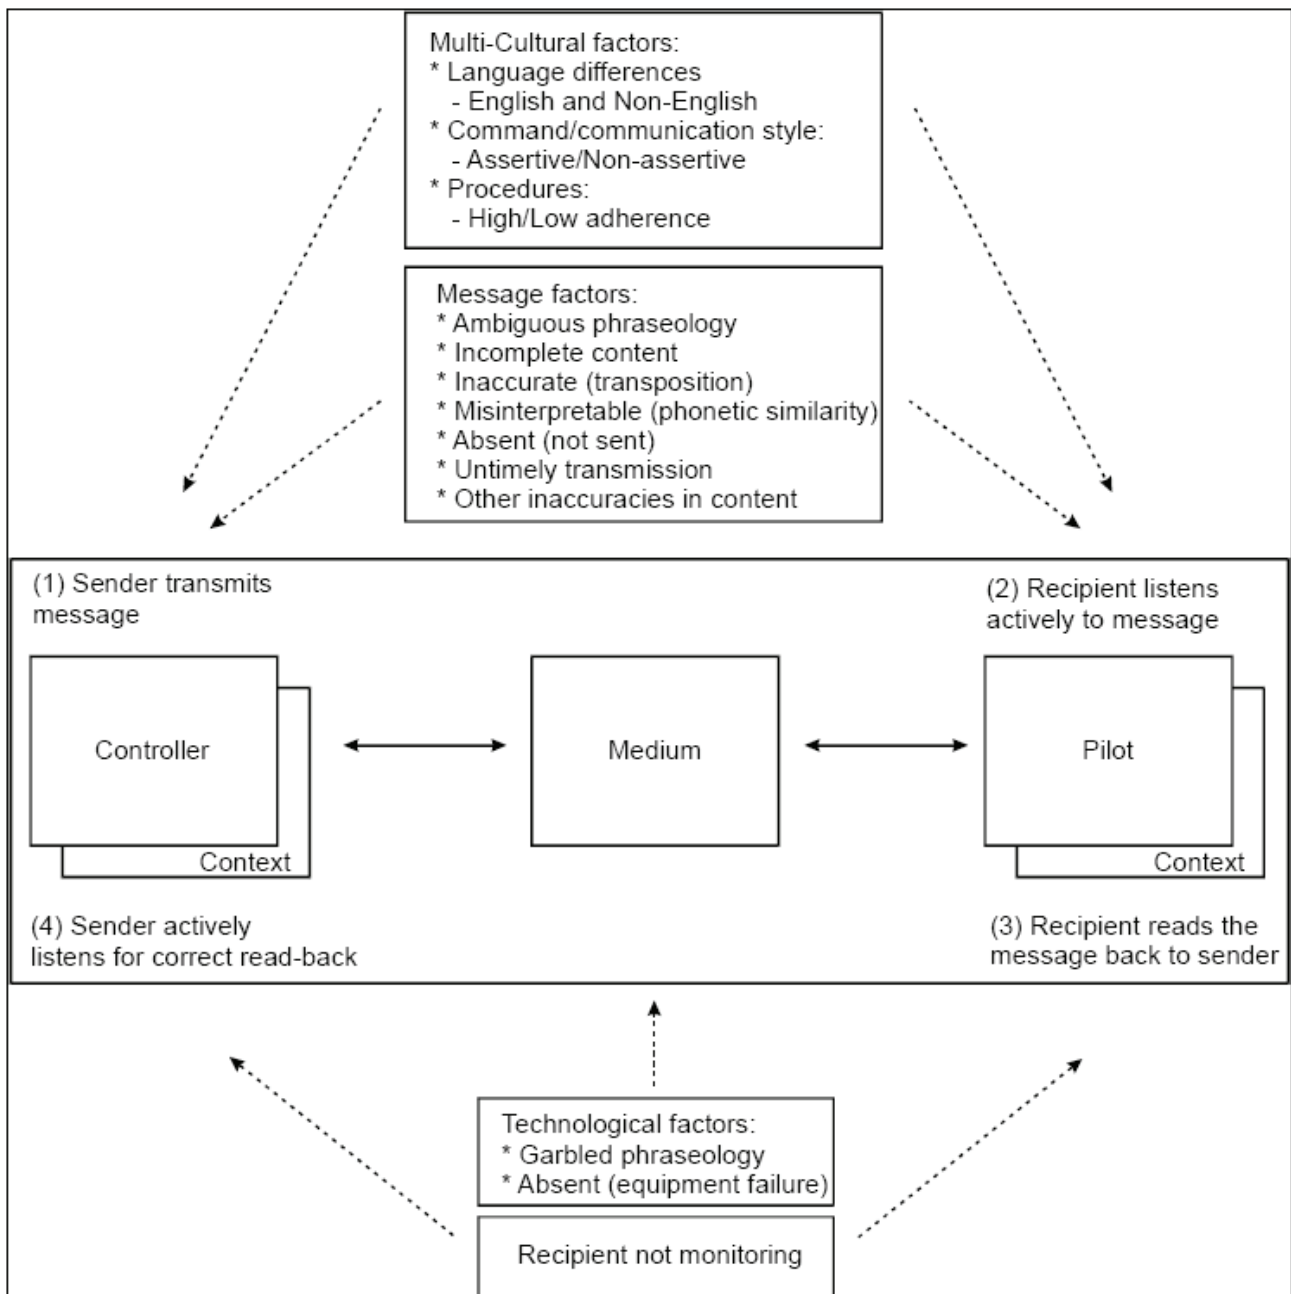 Multi-Cultural factors:
* Language differences
- English and Non-English
* Command/communication style:
- Assertive/Non-assertive
* Procedures:
- High/Low adherence
Message factors:
* Ambiguous phraseology
* Incomplete content
* Inaccurate (transposition)
* Misinterpretable (phonetic similarity)
* Absent (not sent)
* Untimely transmission
* Other inaccuracies in content
(1) Sender transmits
message
(2) Recipient listens
actively to message
Controller
Context
Medium
Pilot
Context
(4) Sender actively
listens for correct read-back
(3) Recipient reads the
message back to sender
Technological factors:
* Garbled phraseology
* Absent (equipment failure)
Recipient not monitoring